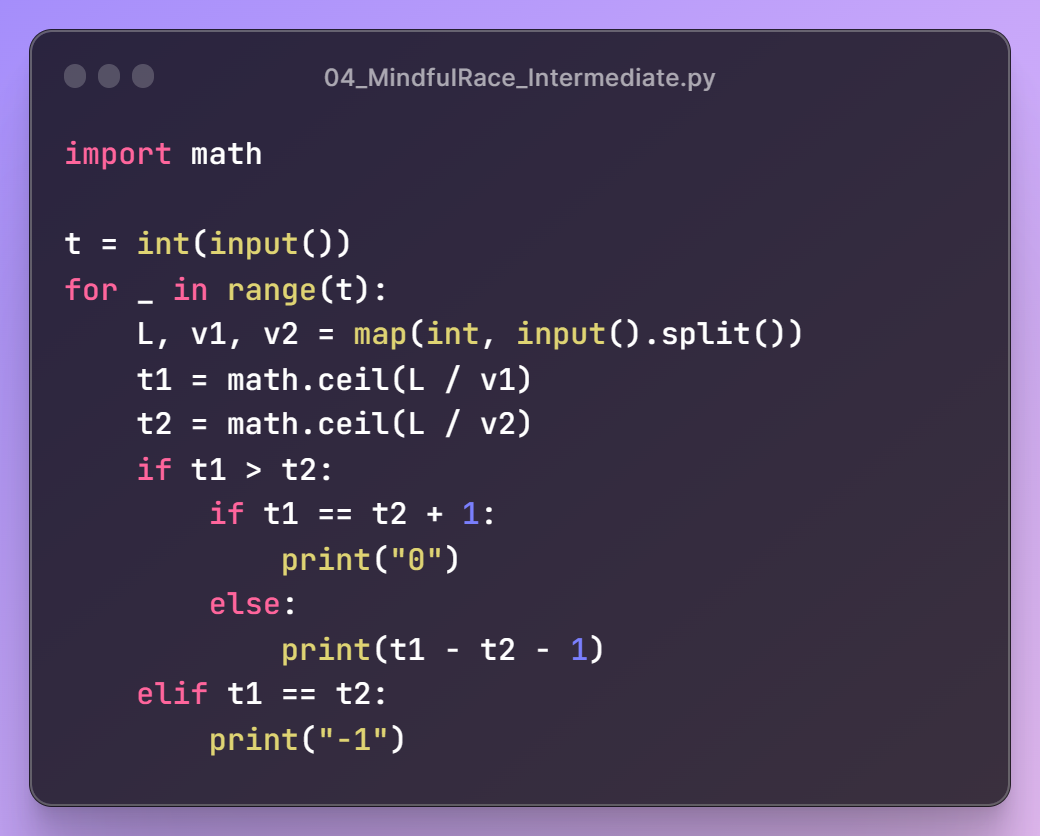 04_MindfulRace_Intermediate.py
import math

t = int(input())
for _ in range(t):
    L, v1, v2 = map(int, input().split())
    t1 = math.ceil(L / v1)
    t2 = math.ceil(L / v2)
    if t1 > t2:
        if t1 == t2 + 1:
            print("0")
        else:
            print(t1 - t2 - 1)
    elif t1 == t2:
        print("-1")